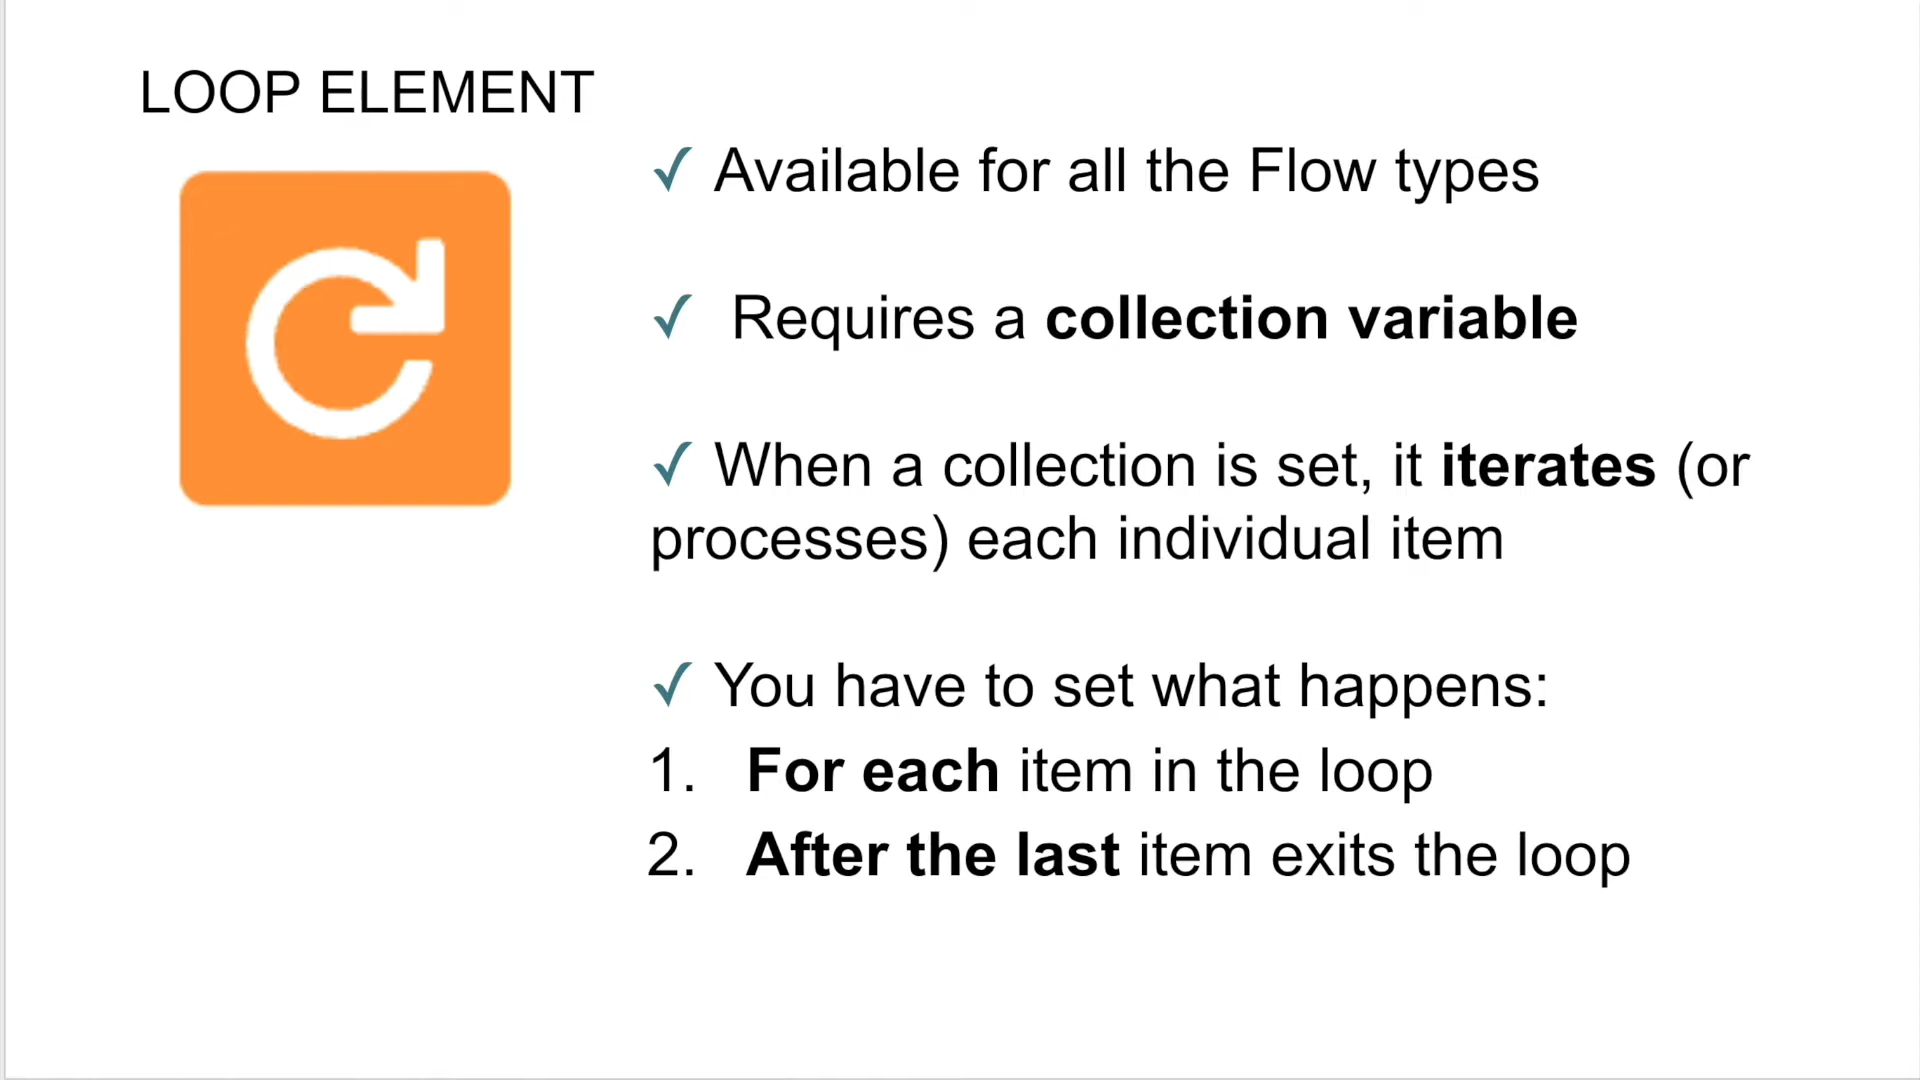 LOOP ELEMENT
✓ Available for all the Flow types
✓ Requires a collection variable
✓ When a collection is set, it iterates (or
processes) each individual item
✓ You have to set what happens:
1. For each item in the loop
2. After the last item exits the loop